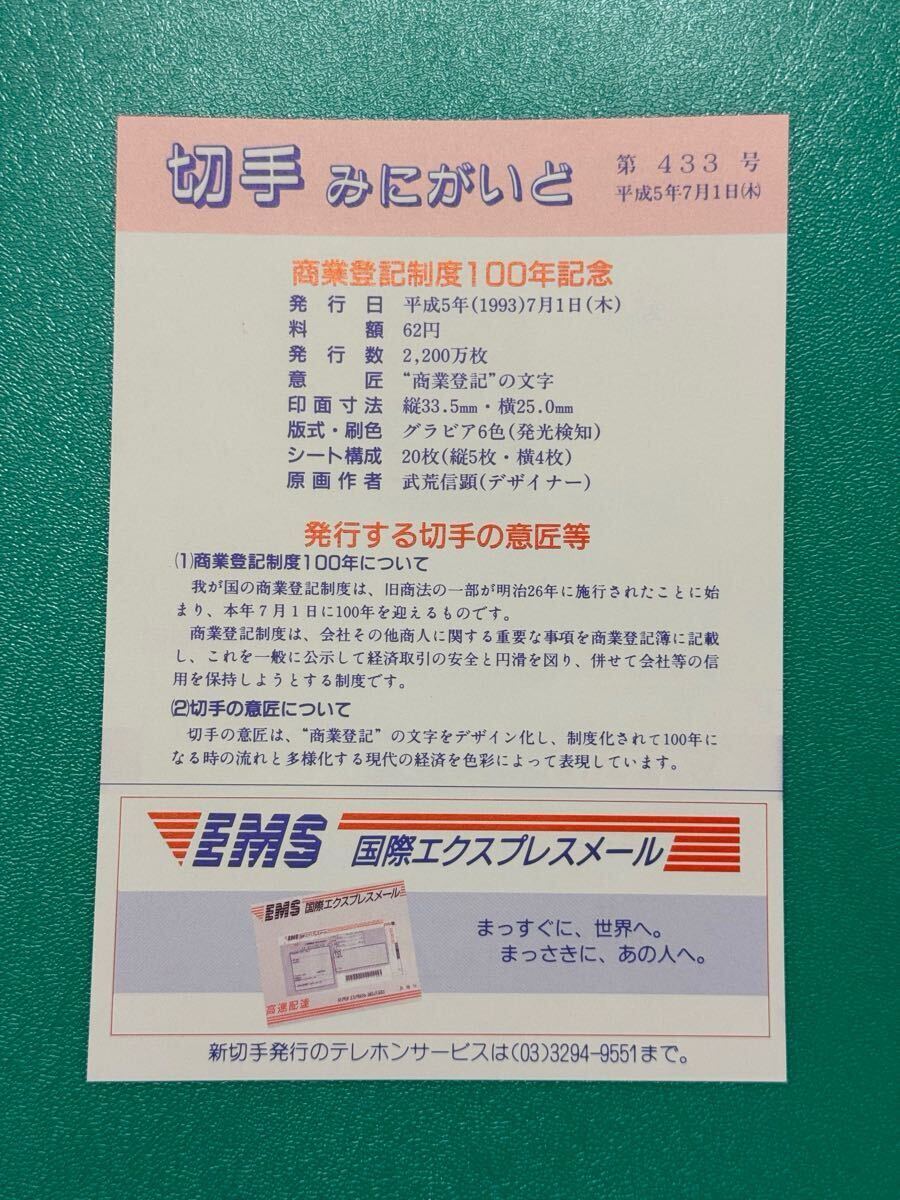 切手 みにがいど
第 433 号
平成5年7月1日(木)
商業登記制度100年記念
発行日 平成5年(1993)7月1日(木)
料額 62円
発行数 2,200万枚
意匠 “商業登記”の文字
印面寸法 縦33.5mm・横25.0mm
版式・刷色 グラビア6色(発光検知)
シート構成 20枚(縦5枚・横4枚)
原画作者 武荒信顕(デザイナー)
発行する切手の意匠等
(1)商業登記制度100年について
我が国の商業登記制度は、旧商法の一部が明治26年に施行されたことに始
まり、本年7月1日に100年を迎えるものです。
商業登記制度は、会社その他商人に関する重要な事項を商業登記簿に記載
し、これを一般に公示して経済取引の安全と円滑を図り、併せて会社等の信
用を保持しようとする制度です。
(2)切手の意匠について
切手の意匠は、“商業登記”の文字をデザイン化し、制度化されて100年に
なる時の流れと多様化する現代の経済を色彩によって表現しています。
EMS 国際エクスプレスメール
EMS 国際エクスプレスメール
高速配達
まっすぐに、世界へ。
まっさきに、あの人へ。
新切手発行のテレホンサービスは(03)3294-9551まで。